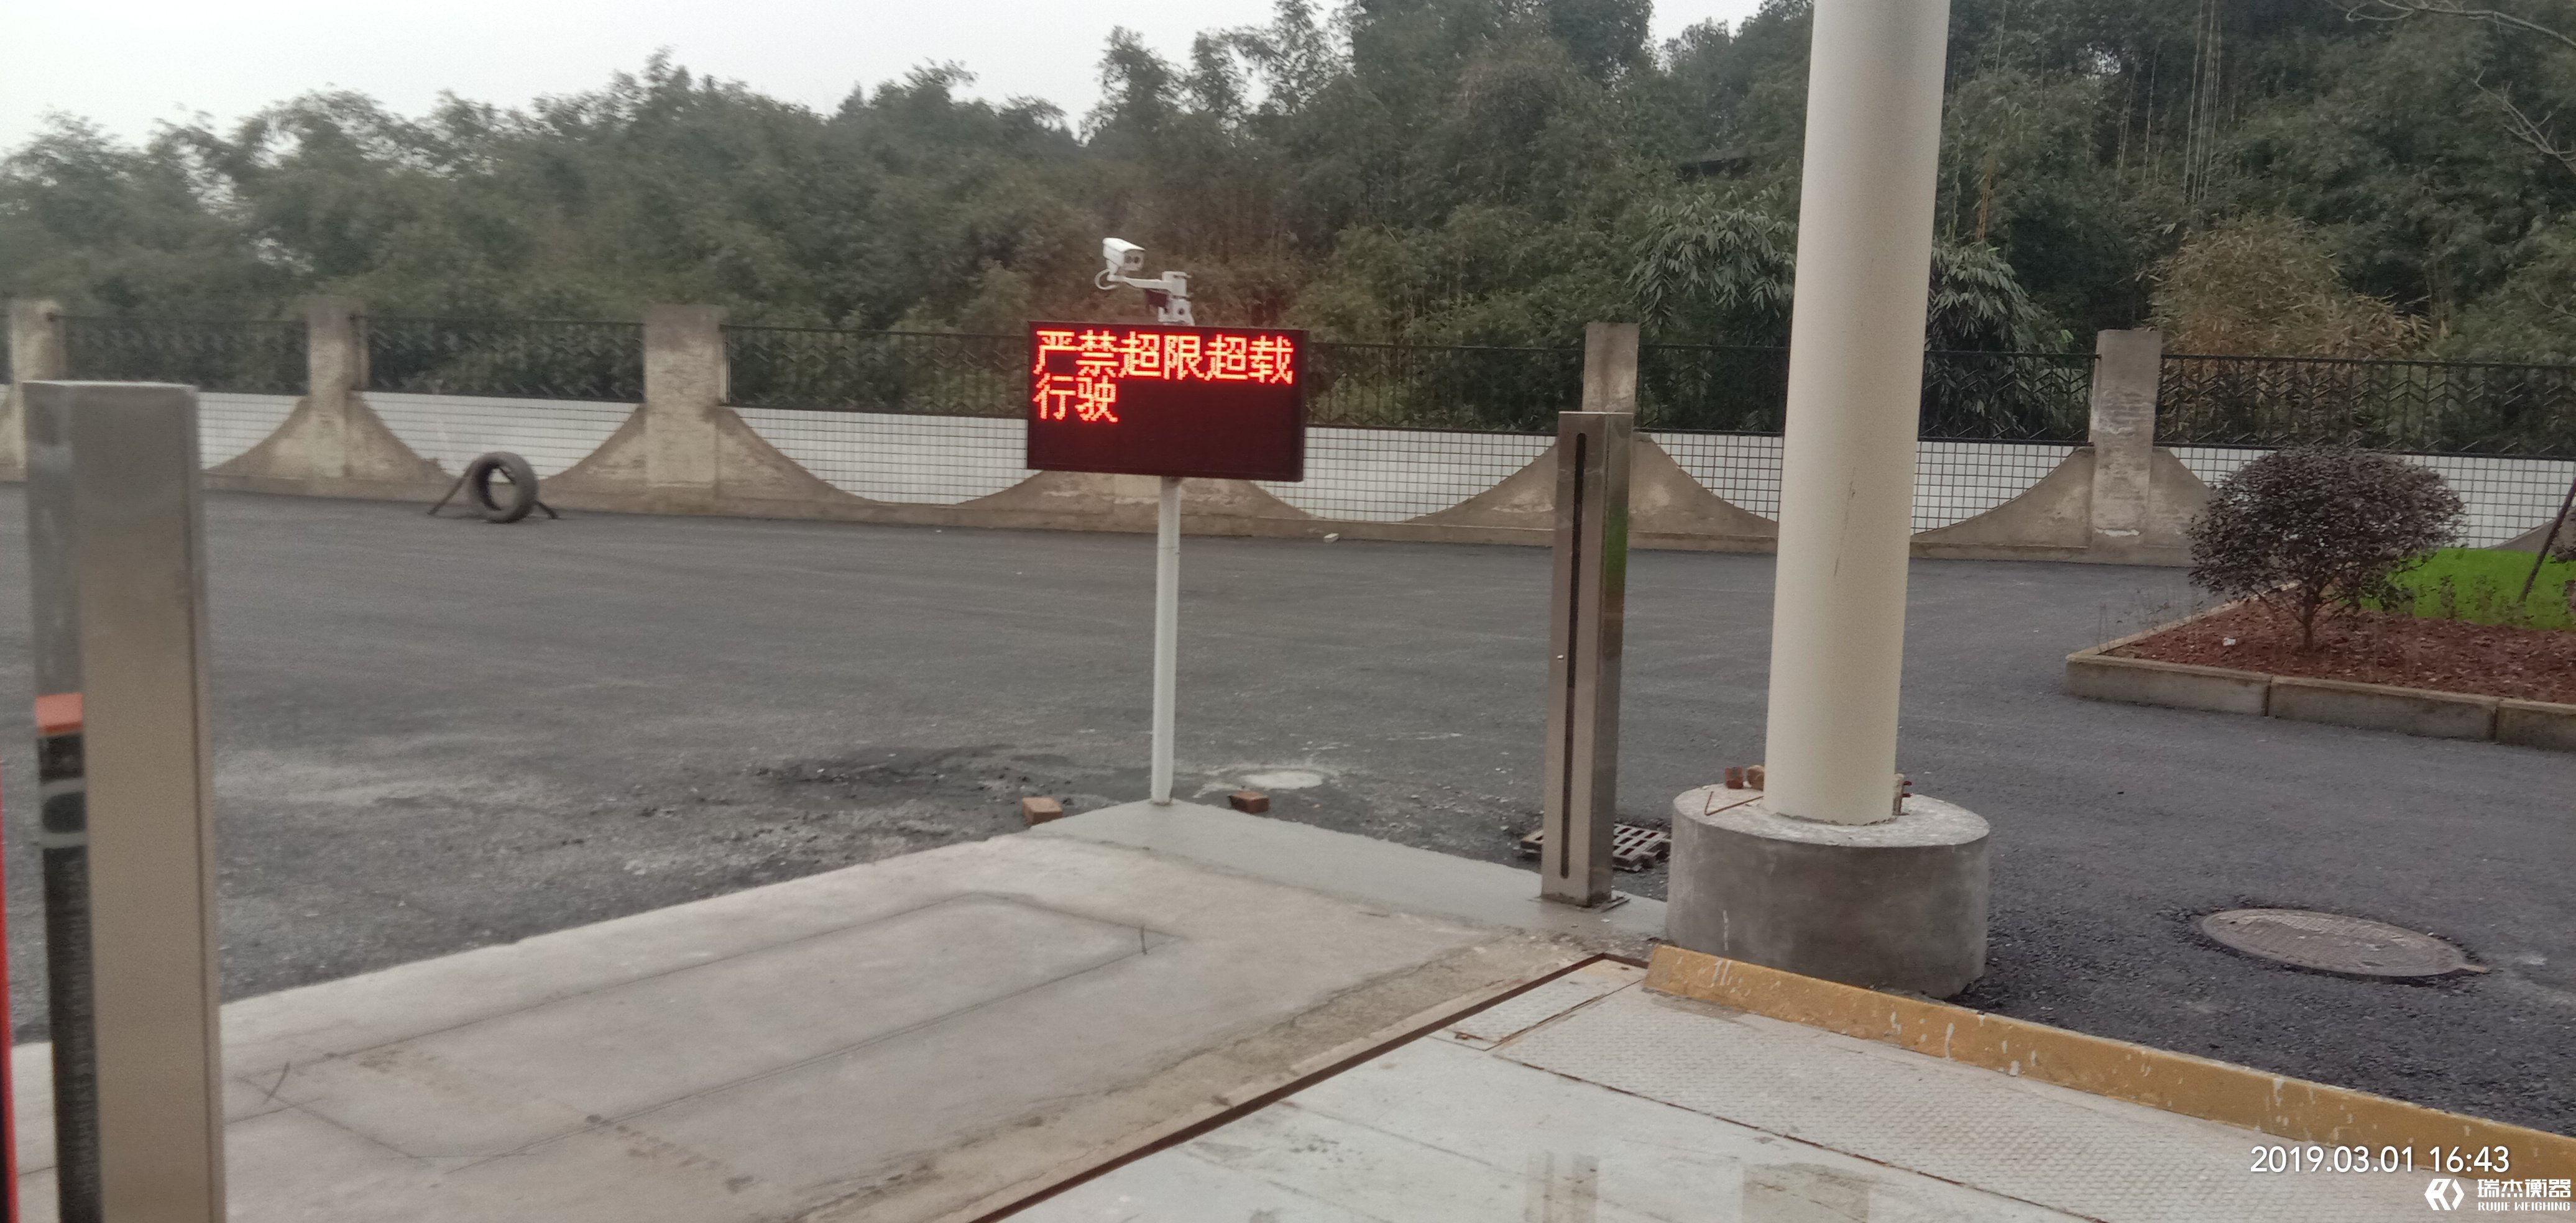 严禁超限超载
行驶
2019.03.01 16:43
瑞杰衡器
RUIJIE WEIGHING